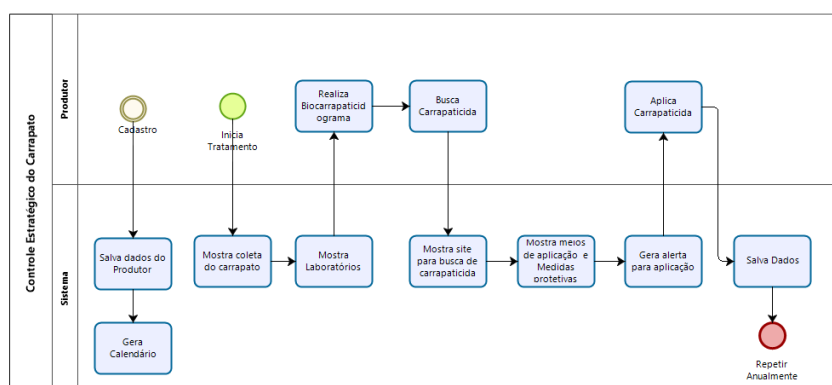 Controle Estratégico do Carrapato
Produtor
Cadastro
Inicia
Tratamento
Realiza
Biocarrapaticid
ograma
Busca
Carrapaticida
Aplica
Carrapaticida
Sistema
Salva dados do
Produtor
Gera
Calendário
Mostra coleta
do carrapato
Mostra
Laboratórios
Mostra site
para busca de
carrapaticida
Mostra meios
de aplicação e
Medidas
protetivas
Gera alerta
para aplicação
Salva Dados
Repetir
Anualmente